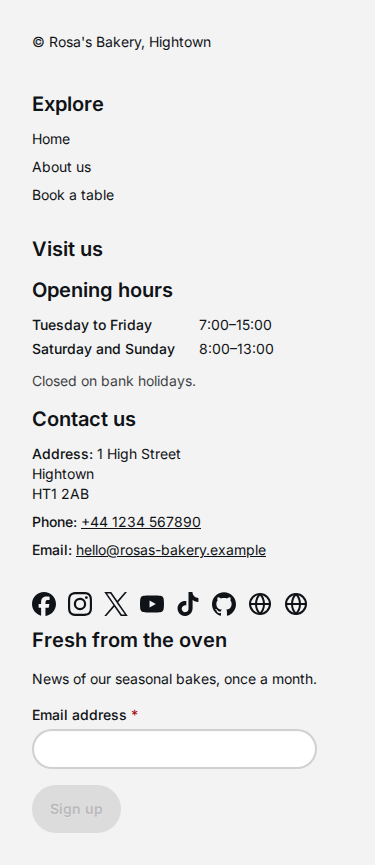 © Rosa's Bakery, Hightown
Explore
Home
About us
Book a table
Visit us
Opening hours
Tuesday to Friday 7:00–15:00
Saturday and Sunday 8:00–13:00
Closed on bank holidays.
Contact us
Address: 1 High Street
Hightown
HT1 2AB
Phone: +44 1234 567890
Email: hello@rosas-bakery.example
Fresh from the oven
News of our seasonal bakes, once a month.
Email address *
Sign up